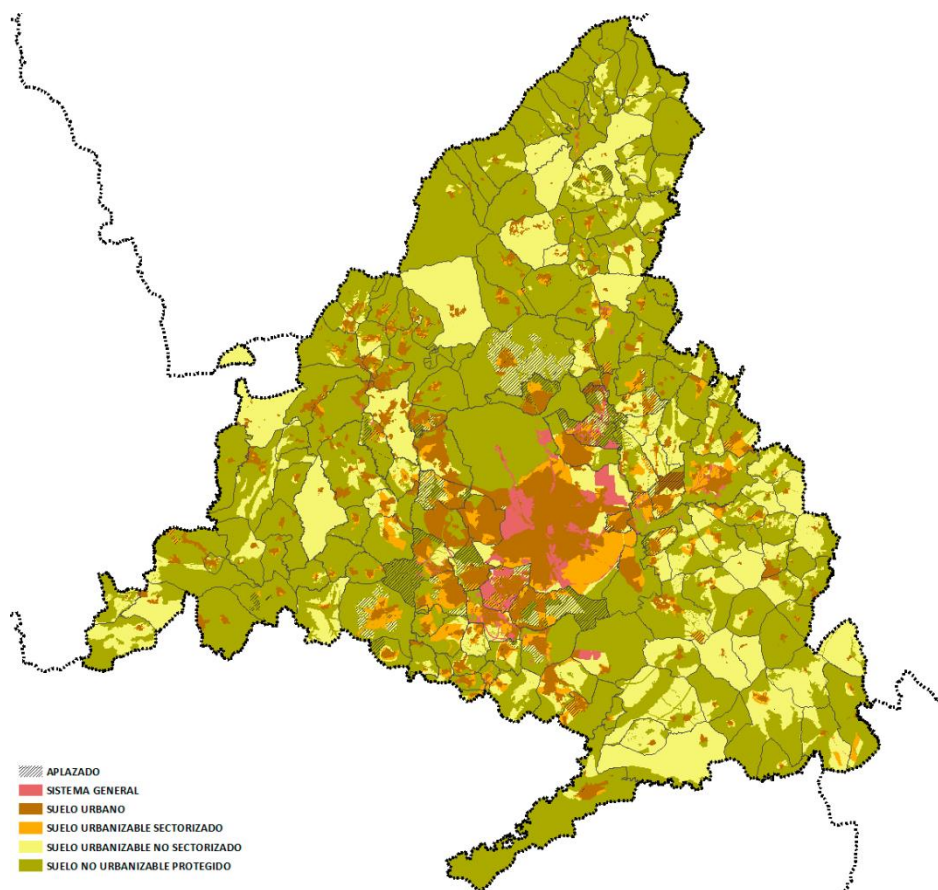 APLAZADO
SISTEMA GENERAL
SUELO URBANO
SUELO URBANIZABLE SECTORIZADO
SUELO URBANIZABLE NO SECTORIZADO
SUELO NO URBANIZABLE PROTEGIDO